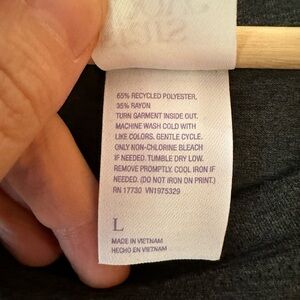 65% RECYCLED POLYESTER,
35% RAYON
TURN GARMENT INSIDE OUT.
MACHINE WASH COLD WITH
LIKE COLORS. GENTLE CYCLE.
ONLY NON-CHLORINE BLEACH
IF NEEDED. TUMBLE DRY LOW.
REMOVE PROMPTLY. COOL IRON IF
NEEDED. (DO NOT IRON ON PRINT.)
RN 17730 VN1975329
L
MADE IN VIETNAM
HECHO EN VIETNAM